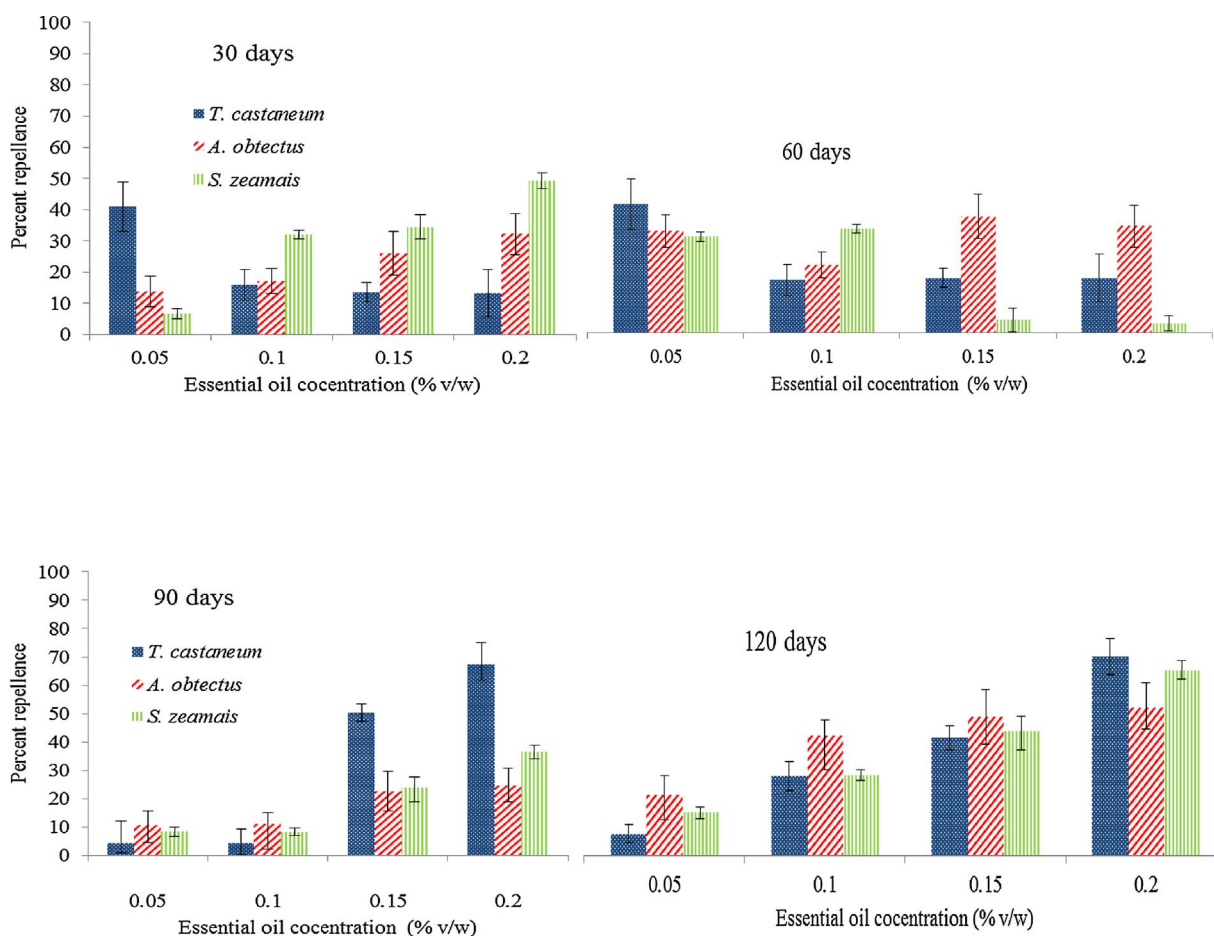 100
90
80
70
60
50
40
30
20
10
0
Percent repellence
30 days
T. castaneum
A. obtectus
S. zeamais
0.05 0.1 0.15 0.2
Essential oil cocentration (% v/w)
60 days
0.05 0.1 0.15 0.2
Essential oil cocentration (% v/w)
100
90
80
70
60
50
40
30
20
10
0
Percent repellence
90 days
T. castaneum
A. obtectus
S. zeamais
0.05 0.1 0.15 0.2
Essential oil cocentration (% v/w)
120 days
0.05 0.1 0.15 0.2
Essential oil cocentration (% v/w)